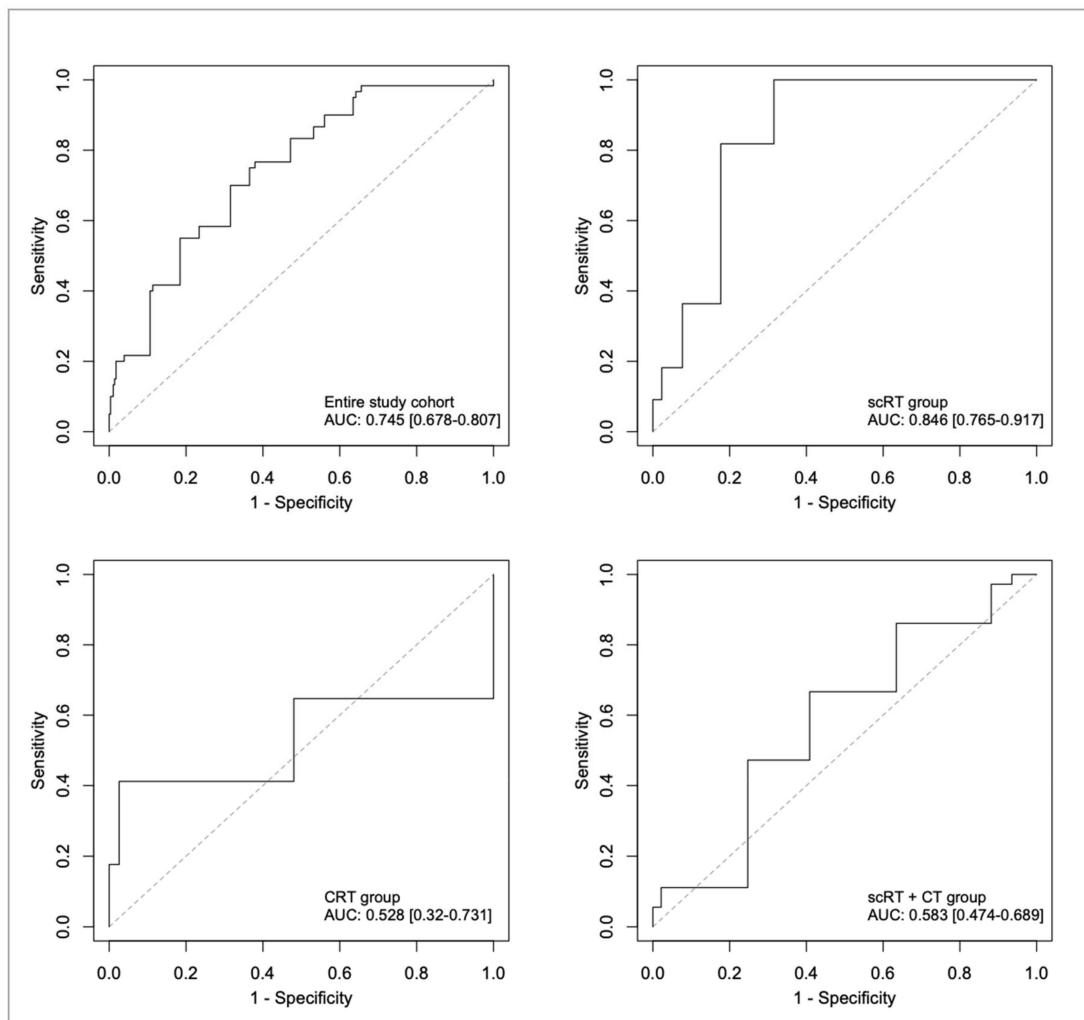 1.0
0.8
0.6
0.4
0.2
0.0
Sensitivity
Entire study cohort
AUC: 0.745 [0.678-0.807]
0.0 0.2 0.4 0.6 0.8 1.0
1 - Specificity
1.0
0.8
0.6
0.4
0.2
0.0
Sensitivity
scRT group
AUC: 0.846 [0.765-0.917]
0.0 0.2 0.4 0.6 0.8 1.0
1 - Specificity
1.0
0.8
0.6
0.4
0.2
0.0
Sensitivity
CRT group
AUC: 0.528 [0.32-0.731]
0.0 0.2 0.4 0.6 0.8 1.0
1 - Specificity
1.0
0.8
0.6
0.4
0.2
0.0
Sensitivity
scRT + CT group
AUC: 0.583 [0.474-0.689]
0.0 0.2 0.4 0.6 0.8 1.0
1 - Specificity